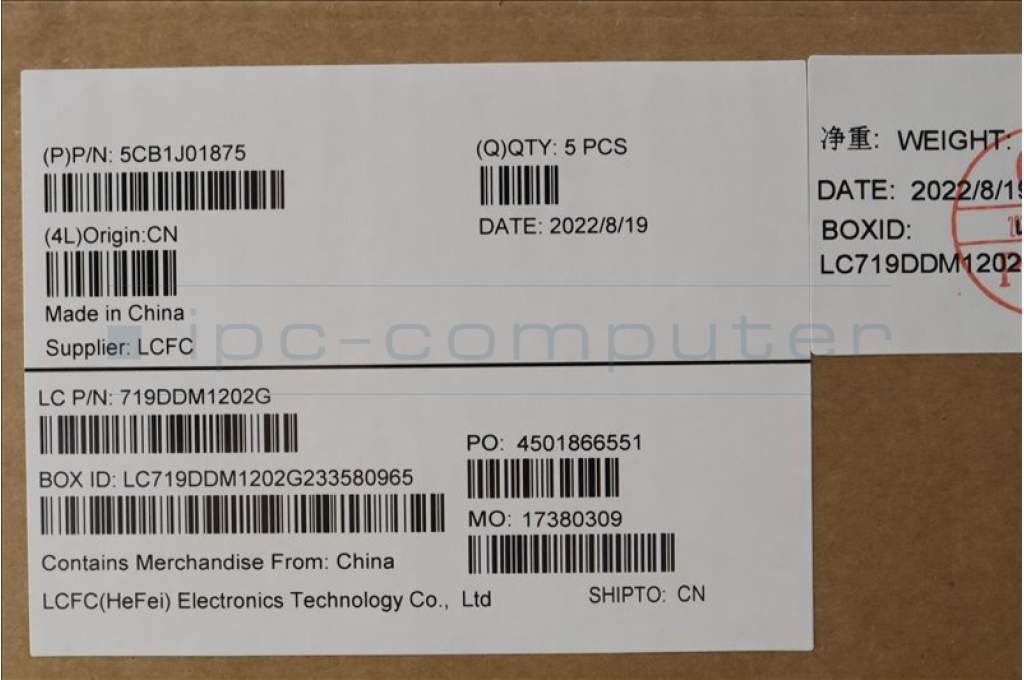 (P)P/N: 5CB1J01875
(Q)QTY: 5 PCS
DATE: 2022/8/19
(4L)Origin:CN
Made in China
Supplier: LCFC
LC P/N: 719DDM1202G
PO: 4501866551
BOX ID: LC719DDM1202G233580965
MO: 17380309
Contains Merchandise From: China
LCFC(HeFei) Electronics Technology Co., Ltd
SHIPTO: CN
净重: WEIGHT:
DATE: 2022/8/19
BOXID:
LC719DDM1202
ipc-computer